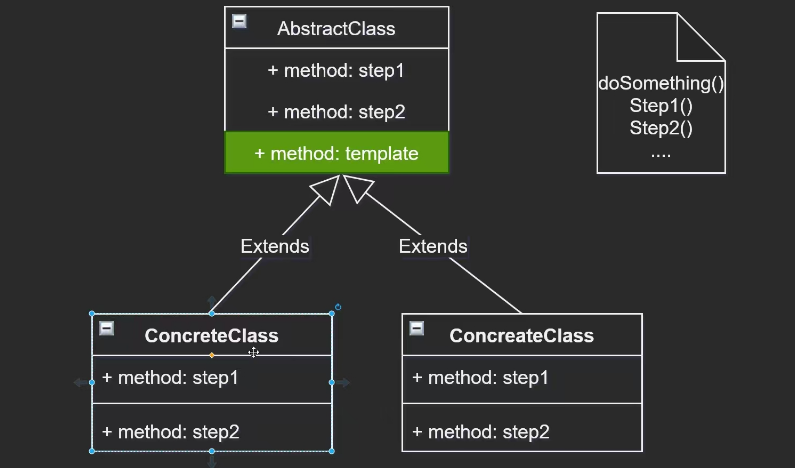 AbstractClass
+ method: step1
+ method: step2
+ method: template
doSomething()
Step1()
Step2()
....
Extends
Extends
ConcreteClass
+ method: step1
+ method: step2
ConcreateClass
+ method: step1
+ method: step2